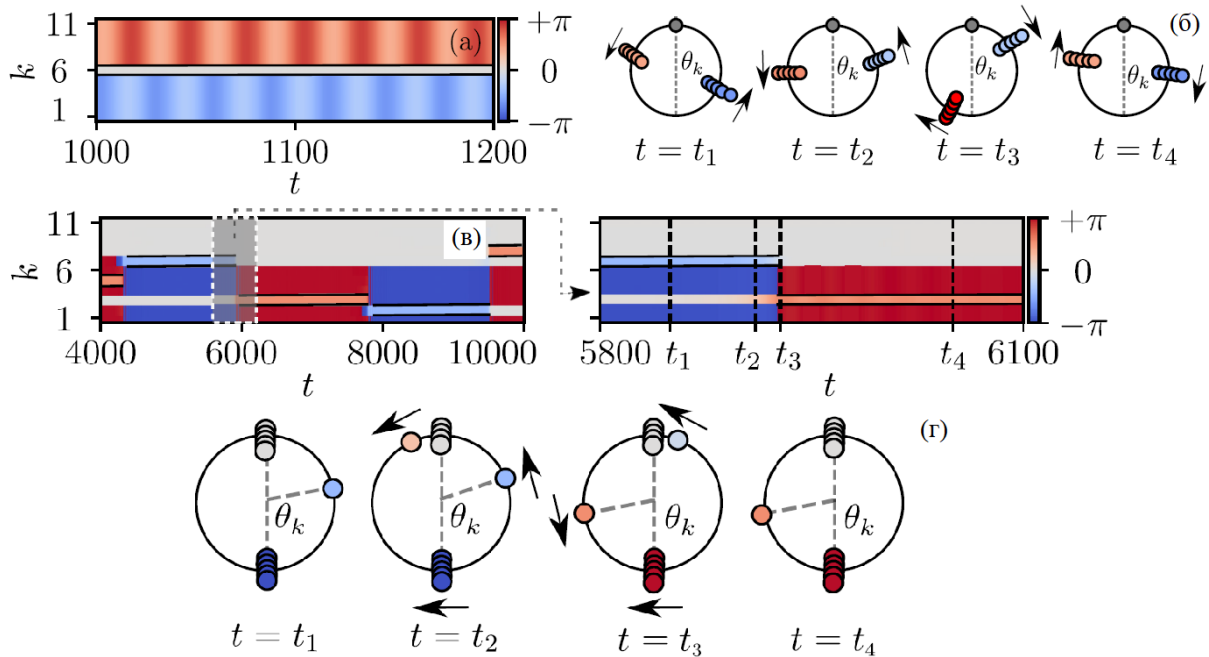 11
6
1
k
(а)
+π
0
−π
1000
1100
1200
t
(б)
θk
θk
θk
θk
t = t1
t = t2
t = t3
t = t4
11
6
1
k
(в)
4000
6000
8000
10000
t
+π
0
−π
5800
t1
t2
t3
t4
6100
t
(г)
θk
θk
θk
θk
t = t1
t = t2
t = t3
t = t4